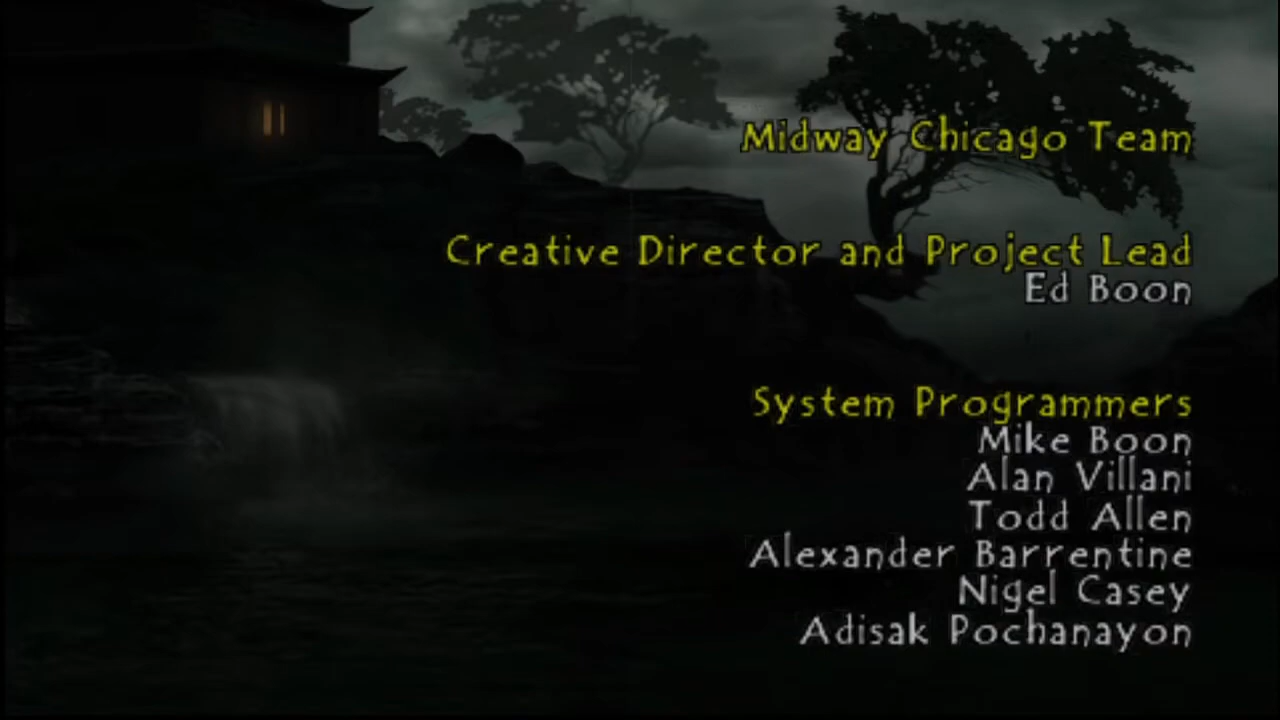 Midway Chicago Team
Creative Director and Project Lead
Ed Boon
System Programmers
Mike Boon
Alan Villani
Todd Allen
Alexander Barrentine
Nigel Casey
Adisak Pochanayon